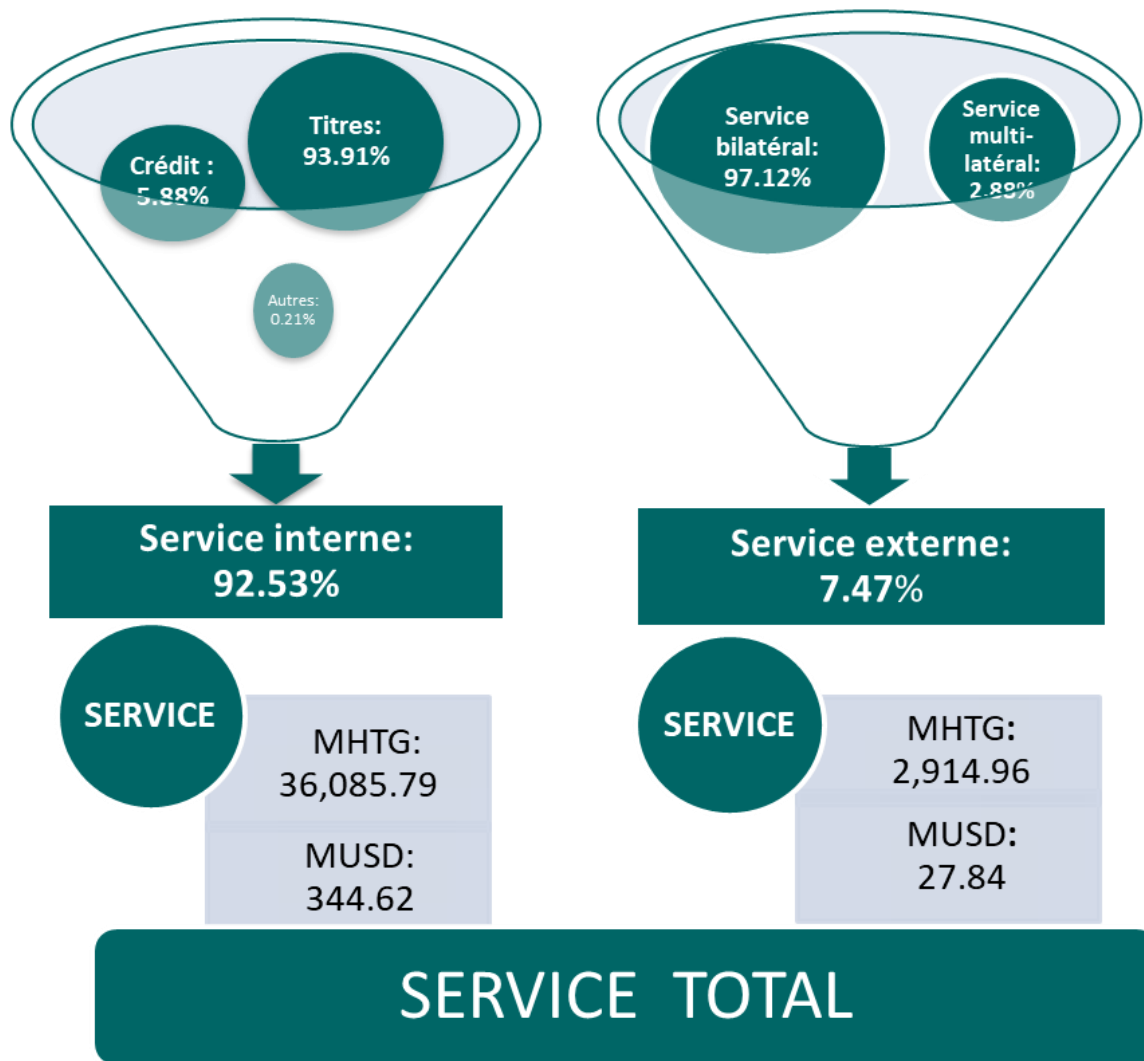 Titres:
93.91%
Crédit :
5.88%
Autres:
0.21%
Service
bilatéral:
97.12%
Service
multi-
latéral:
2.88%
Service interne:
92.53%
Service externe:
7.47%
SERVICE
MHTG:
36,085.79
MUSD:
344.62
SERVICE
MHTG:
2,914.96
MUSD:
27.84
SERVICE TOTAL